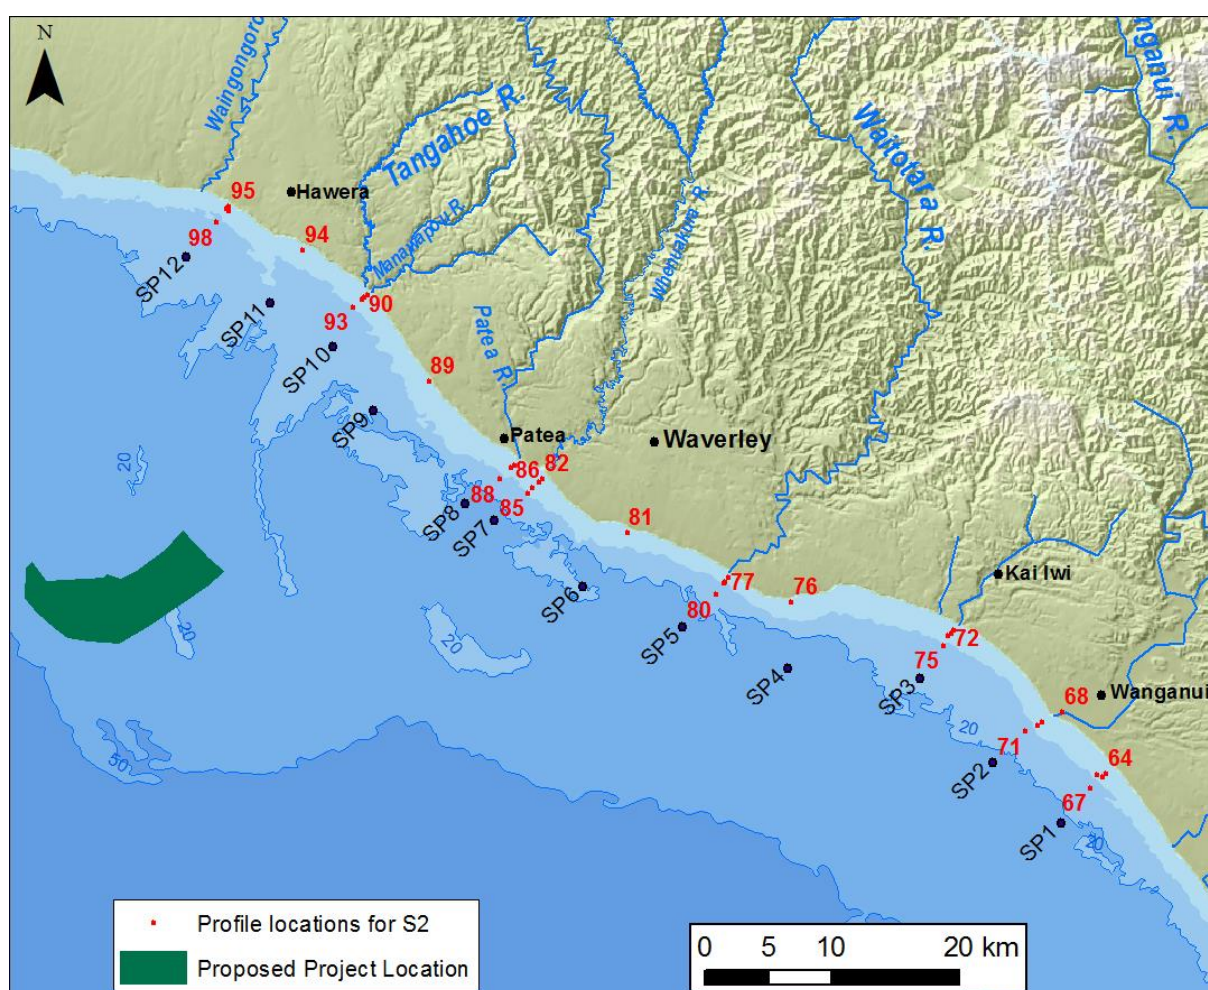 N
Waingongoro
Tangahoe R.
Manawapou R.
Whenuakura R.
Waitotara R.
nganui R.
95
Hawera
98
94
SP12
SP11
93
90
SP10
Patea R.
89
SP9
Patea
Waverley
20
86
82
88
85
SP8
SP7
81
SP6
77
76
Kai Iwi
80
20
20
SP5
72
75
SP4
SP3
68
Wanganui
20
71
50
SP2
64
67
SP1
20
Profile locations for S2
Proposed Project Location
0 5 10 20 km